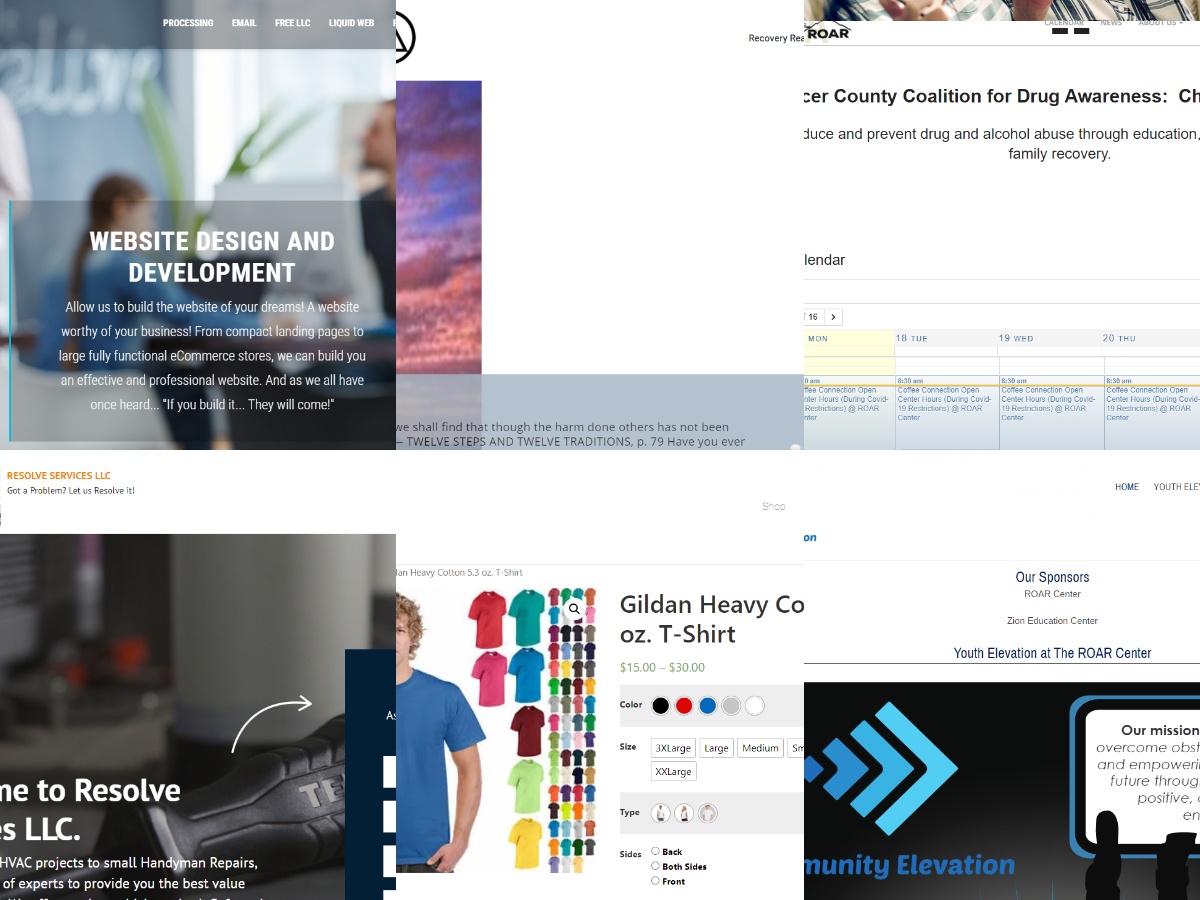 PROCESSING EMAIL FREE LLC LIQUID WEB
WEBSITE DESIGN AND
DEVELOPMENT
Allow us to build the website of your dreams! A website
worthy of your business! From compact landing pages to
large fully functional eCommerce stores, we can build you
an effective and professional website. And as we all have
once heard... "If you build it... They will come!"
Recovery Rea
we shall find that though the harm done others has not been
— TWELVE STEPS AND TWELVE TRADITIONS, p. 79 Have you ever
CALENDAR NEWS ABOUT US
ROAR
cer County Coalition for Drug Awareness: Ch
duce and prevent drug and alcohol abuse through education,
family recovery.
lendar
16
MON 18 TUE 19 WED 20 THU
0 am 8:30 am 8:30 am 8:30 am
ffee Connection Open Coffee Connection Open Coffee Connection Open Coffee Connection Open
nter Hours (During Covid- Center Hours (During Covid- Center Hours (During Covid- Center Hours (During Covid-
Restrictions) @ ROAR 19 Restrictions) @ ROAR 19 Restrictions) @ ROAR 19 Restrictions) @ ROAR
nter Center Center Center
RESOLVE SERVICES LLC
Got a Problem? Let us Resolve it!
As
TE
me to Resolve
es LLC.
HVAC projects to small Handyman Repairs,
of experts to provide you the best value
Shop
dan Heavy Cotton 5.3 oz. T-Shirt
Gildan Heavy Co
oz. T-Shirt
$15.00 – $30.00
Color
Size 3XLarge Large Medium Sm
XXLarge
Type
Sides Back
Both Sides
Front
HOME YOUTH ELEV
on
Our Sponsors
ROAR Center
Zion Education Center
Youth Elevation at The ROAR Center
Our mission
overcome obst
and empowerin
future throug
positive, c
en
munity Elevation